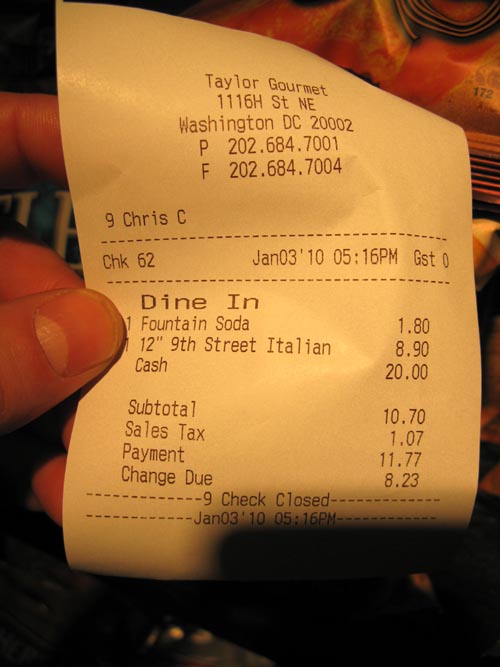 Taylor Gourmet
1116H St NE
Washington DC 20002
P 202.684.7001
F 202.684.7004
9 Chris C
Chk 62 Jan03'10 05:16PM Gst 0
Dine In
1 Fountain Soda 1.80
1 12" 9th Street Italian 8.90
Cash 20.00
Subtotal 10.70
Sales Tax 1.07
Payment 11.77
Change Due 8.23
-----------9 Check Closed-----------
----------Jan03'10 05:16PM----------
172